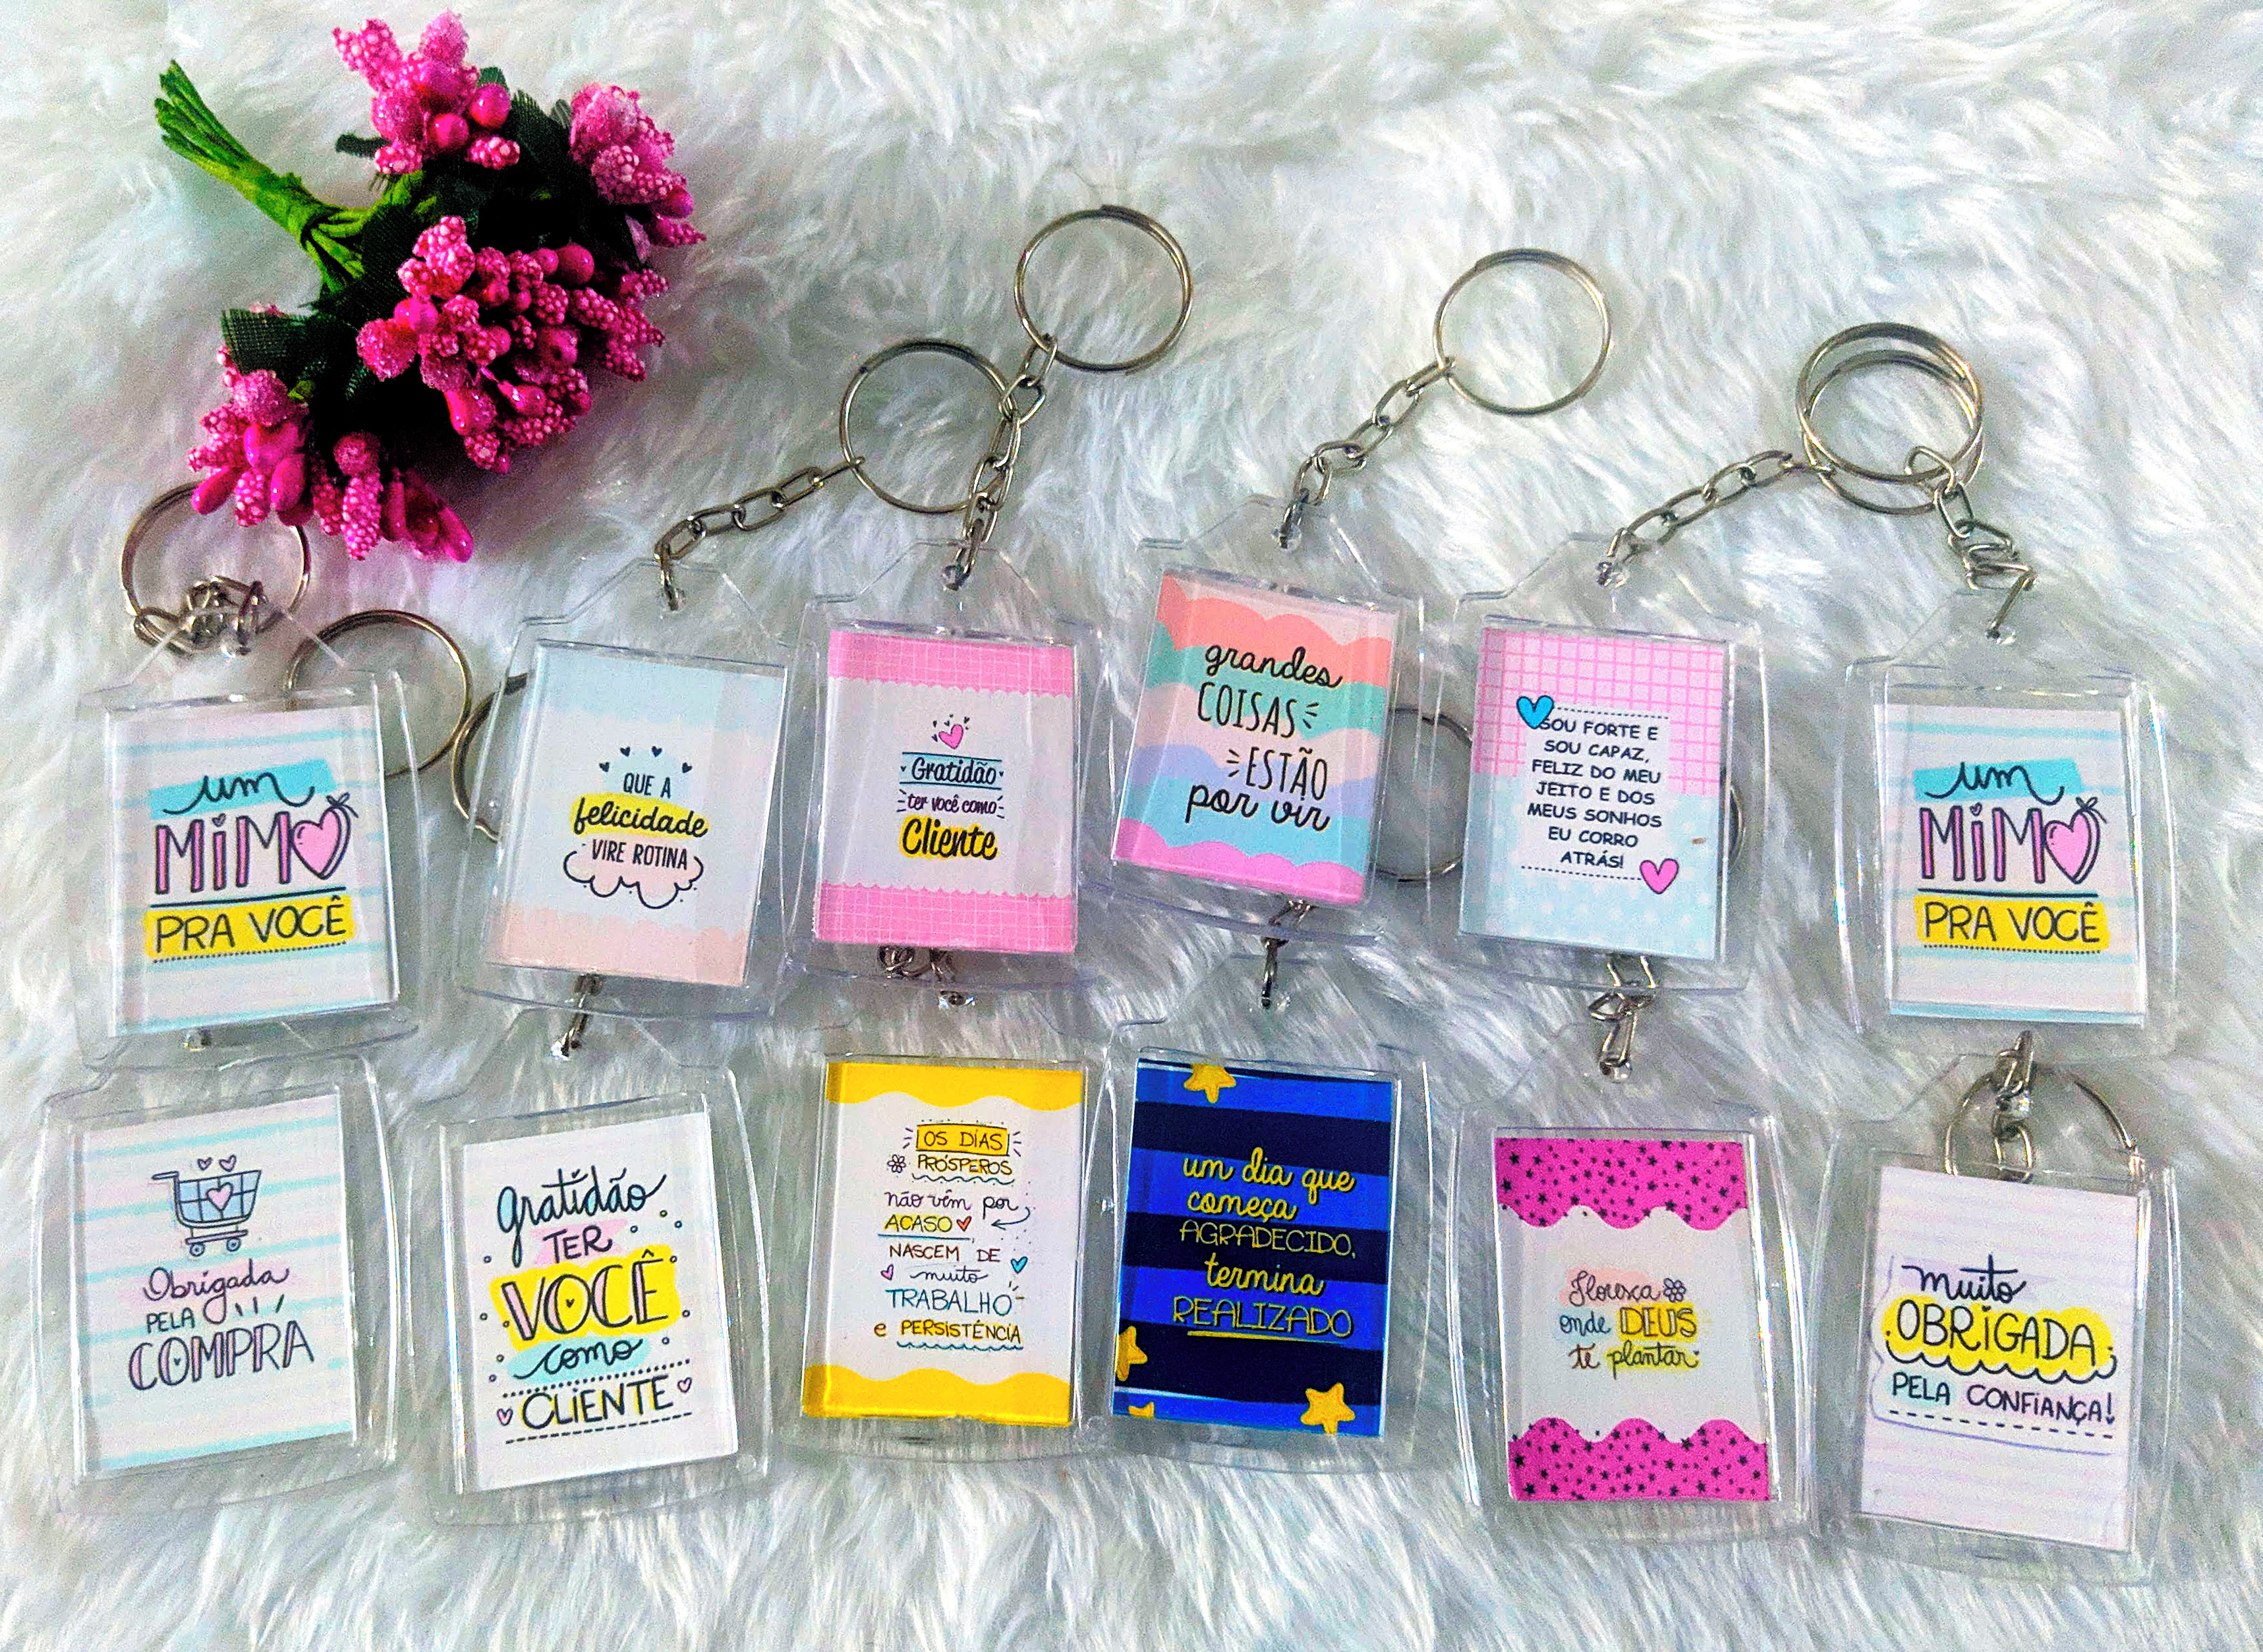 um
MiMO
PRA VOCÊ
QUE A
felicidade
VIRE ROTINA
Gratidão
ter você como
Cliente
grandes
COISAS
ESTÃO
por vir
SOU FORTE E
SOU CAPAZ,
FELIZ DO MEU
JEITO E DOS
MEUS SONHOS
EU CORRO
ATRÁS!
um
MiMO
PRA VOCÊ
Obrigada
PELA
COMPRA
gratidão
TER
VOCÊ
como
CLiENTE
OS DIAS
PRÓSPEROS
não vêm por
ACASO
NASCEM DE
muito
TRABALHO
e PERSISTÊNCIA
um dia que
começa
AGRADECIDO,
termina
REALIZADO
Floresça
onde DEUS
te plantar
muito
OBRiGADA
PELA CONFiANÇA!